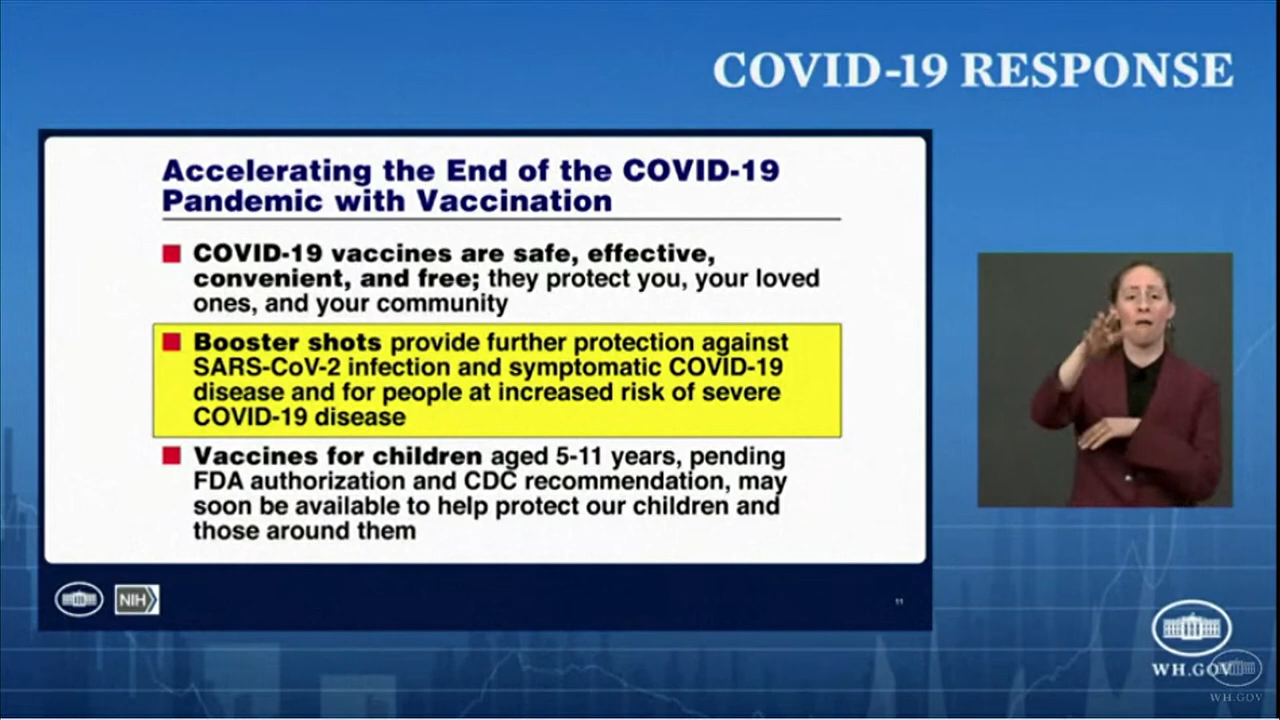 COVID-19 RESPONSE
Accelerating the End of the COVID-19
Pandemic with Vaccination
COVID-19 vaccines are safe, effective,
convenient, and free; they protect you, your loved
ones, and your community
Booster shots provide further protection against
SARS-CoV-2 infection and symptomatic COVID-19
disease and for people at increased risk of severe
COVID-19 disease
Vaccines for children aged 5-11 years, pending
FDA authorization and CDC recommendation, may
soon be available to help protect our children and
those around them
NIH
11
WH.GOV
WH.GOV